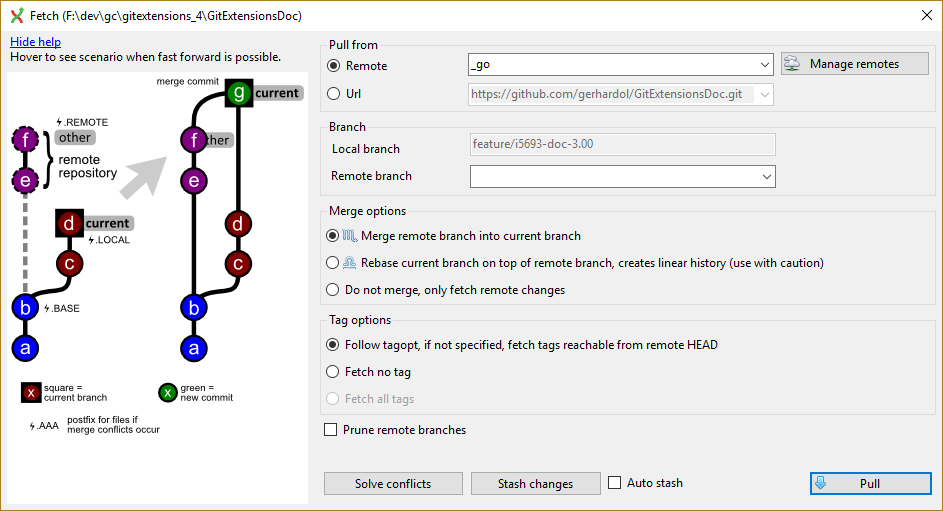 Fetch (F:\dev\gc\gitextensions_4\GitExtensionsDoc)
Hide help
Hover to see scenario when fast forward is possible.
merge commit
g current
.REMOTE
f other
remote
repository
e
f ther
e
d current
.LOCAL
c
d
c
b .BASE
b
a
a
x square =
current branch
x green =
new commit
.AAA postfix for files if
merge conflicts occur
Pull from
Remote _go Manage remotes
Url https://github.com/gerhardol/GitExtensionsDoc.git
Branch
Local branch feature/i5693-doc-3.00
Remote branch
Merge options
Merge remote branch into current branch
Rebase current branch on top of remote branch, creates linear history (use with caution)
Do not merge, only fetch remote changes
Tag options
Follow tagopt, if not specified, fetch tags reachable from remote HEAD
Fetch no tag
Fetch all tags
Prune remote branches
Solve conflicts Stash changes Auto stash Pull